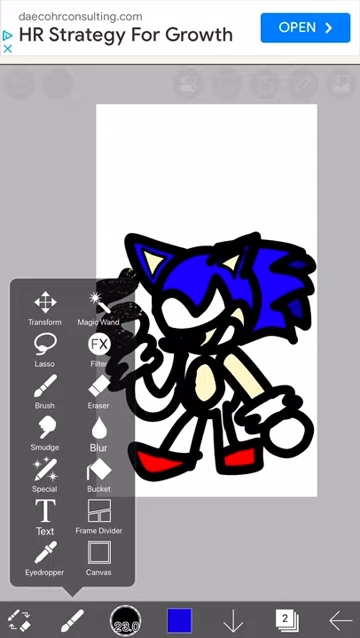 daecohrconsulting.com
HR Strategy For Growth
OPEN
Transform
Magic Wand
Lasso
FX
Filter
Brush
Eraser
Smudge
Blur
Special
Bucket
T
Text
Frame Divider
Eyedropper
Canvas
23.0
2